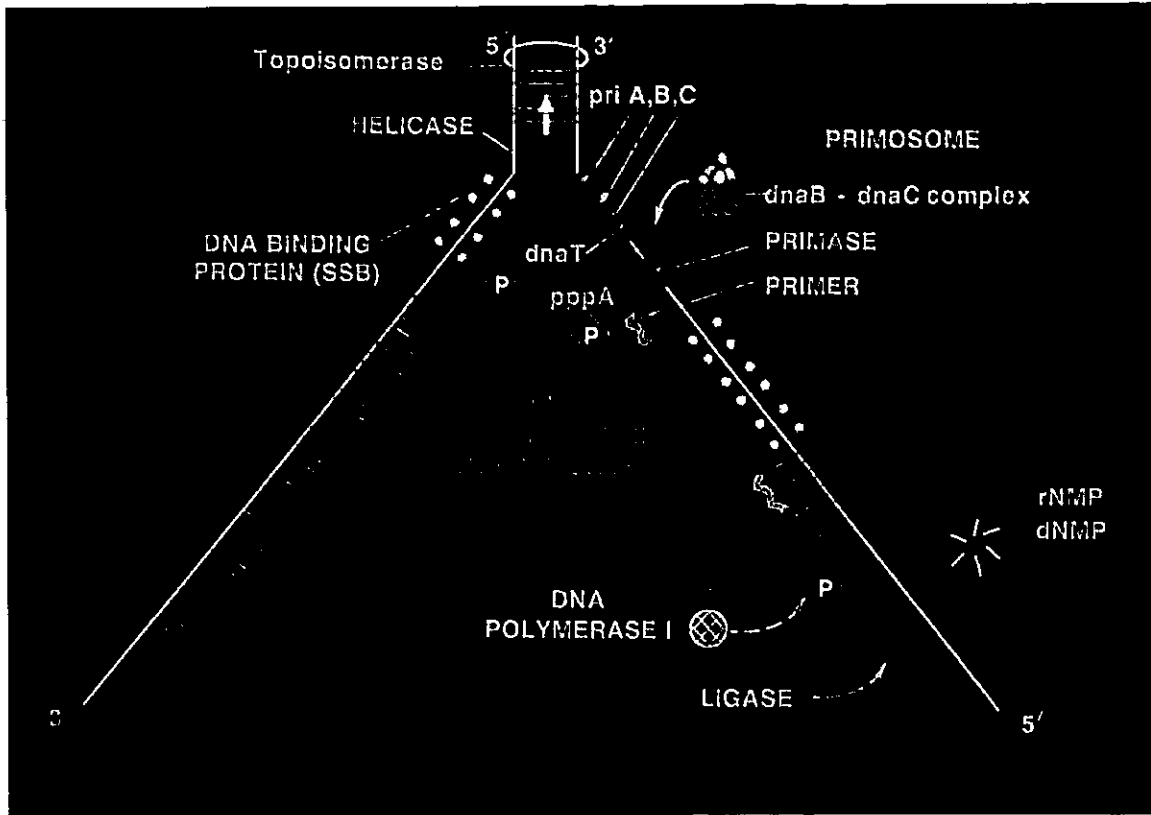 5'
3'
Topoisomerase
pri A,B,C
HELICASE
PRIMOSOME
dnaB - dnaC complex
DNA BINDING
PROTEIN (SSB)
dnaT
PRIMASE
pppA
PRIMER
P
P
rNMP
dNMP
P
DNA
POLYMERASE I
LIGASE
5'